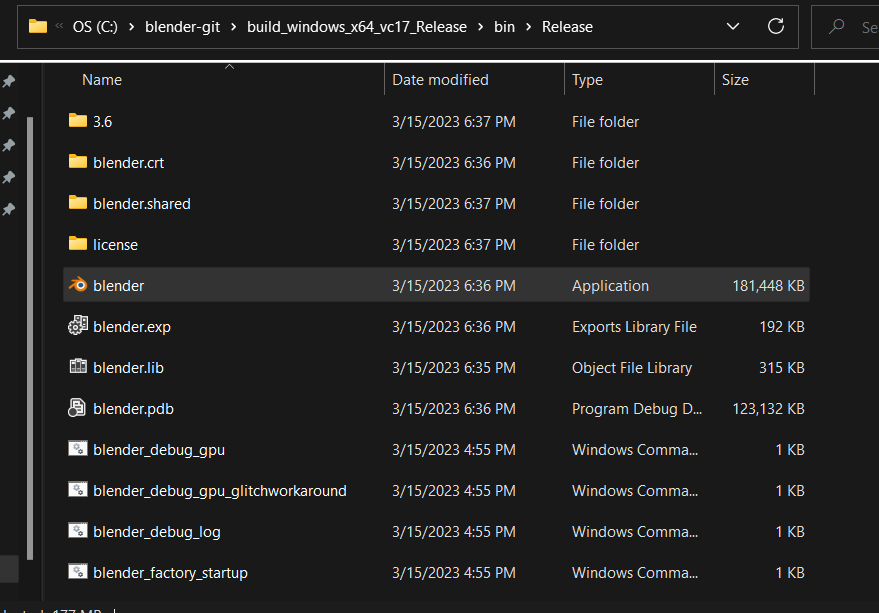 « OS (C:) › blender-git › build_windows_x64_vc17_Release › bin › Release
Name Date modified Type Size
3.6 3/15/2023 6:37 PM File folder
blender.crt 3/15/2023 6:36 PM File folder
blender.shared 3/15/2023 6:37 PM File folder
license 3/15/2023 6:37 PM File folder
blender 3/15/2023 6:36 PM Application 181,448 KB
blender.exp 3/15/2023 6:36 PM Exports Library File 192 KB
blender.lib 3/15/2023 6:35 PM Object File Library 315 KB
blender.pdb 3/15/2023 6:36 PM Program Debug D... 123,132 KB
blender_debug_gpu 3/15/2023 4:55 PM Windows Comma... 1 KB
blender_debug_gpu_glitchworkaround 3/15/2023 4:55 PM Windows Comma... 1 KB
blender_debug_log 3/15/2023 4:55 PM Windows Comma... 1 KB
blender_factory_startup 3/15/2023 4:55 PM Windows Comma... 1 KB
177 MB